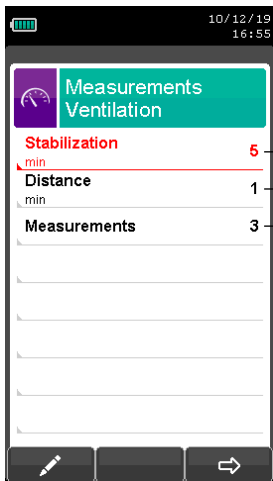 10/12/19
16:55
Measurements
Ventilation
Stabilization
min
5
Distance
min
1
Measurements
3